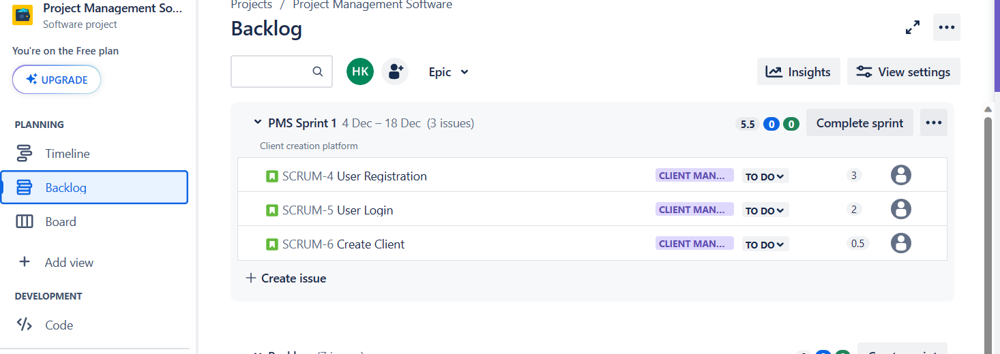 Project Management So...
Software project
You're on the Free plan
UPGRADE
PLANNING
Timeline
Backlog
Board
Add view
DEVELOPMENT
Code
Projects / Project Management Software
Backlog
HK
Epic
Insights
View settings
PMS Sprint 1 4 Dec – 18 Dec (3 issues)
5.5 0 0
Complete sprint
Client creation platform
SCRUM-4 User Registration CLIENT MAN... TO DO 3
SCRUM-5 User Login CLIENT MAN... TO DO 2
SCRUM-6 Create Client CLIENT MAN... TO DO 0.5
+ Create issue